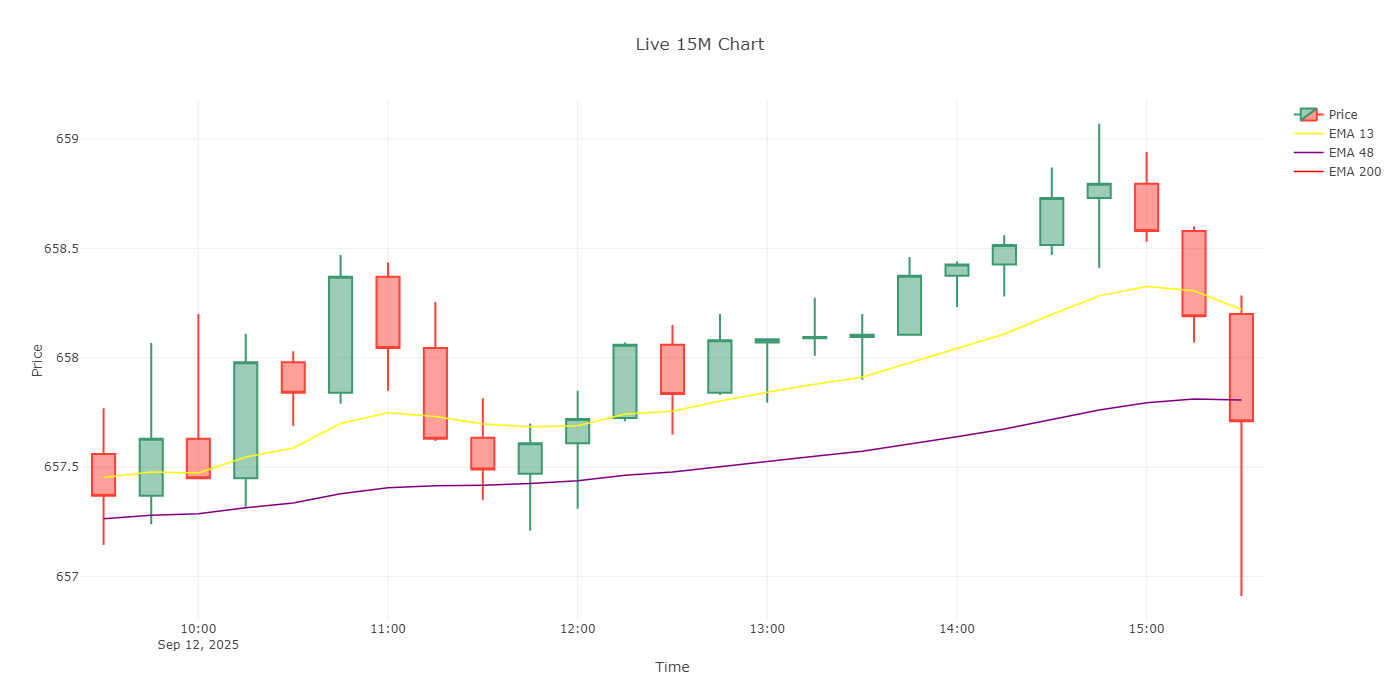 Live 15M Chart
Price
EMA 13
EMA 48
EMA 200
659
658.5
658
657.5
657
Price
10:00
Sep 12, 2025
11:00
12:00
13:00
14:00
15:00
Time